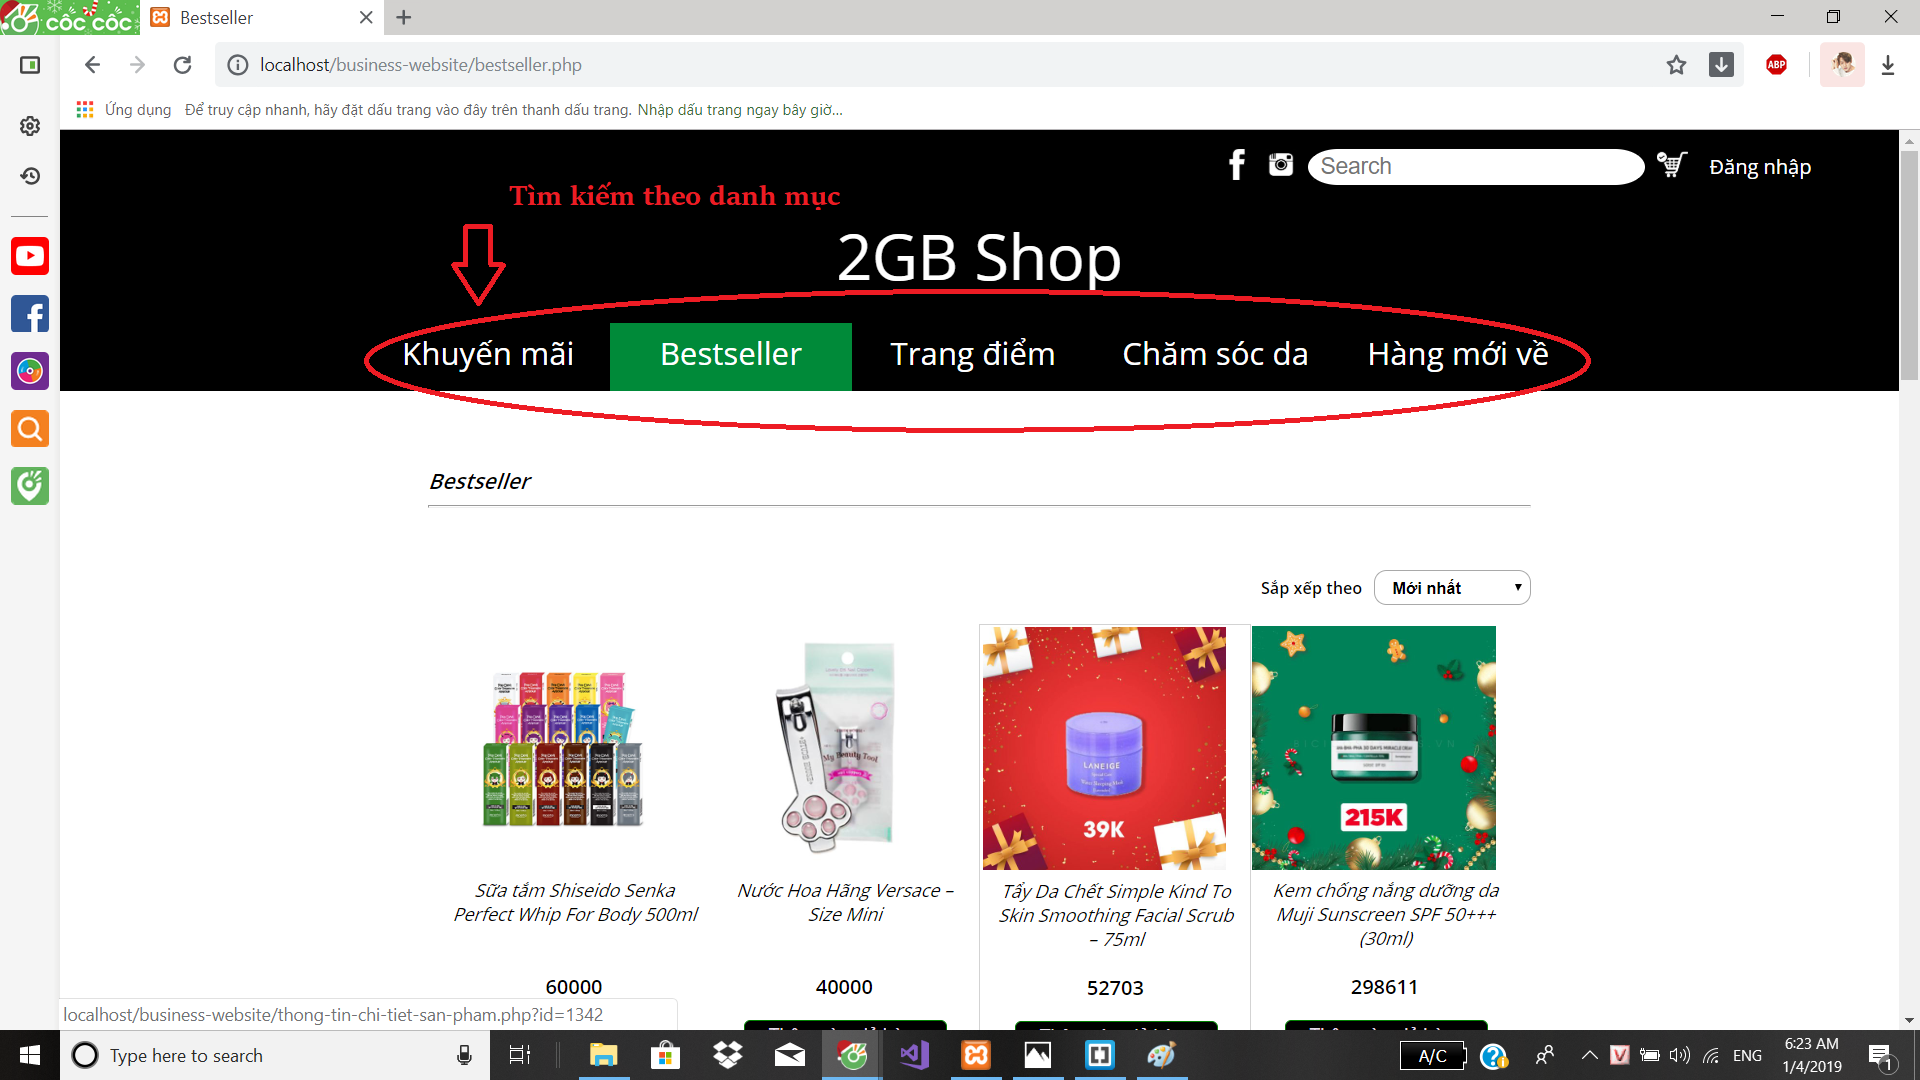 CỐC CỐC
Bestseller
localhost/business-website/bestseller.php
ABP
Ứng dụng
Để truy cập nhanh, hãy đặt dấu trang vào đây trên thanh dấu trang. Nhập dấu trang ngay bây giờ...
Search
Đăng nhập
Tìm kiếm theo danh mục
2GB Shop
Khuyến mãi
Bestseller
Trang điểm
Chăm sóc da
Hàng mới về
Bestseller
Sắp xếp theo
Mới nhất
My Beauty Tool
LANEIGE
39K
215K
Sữa tắm Shiseido Senka
Perfect Whip For Body 500ml
Nước Hoa Hãng Versace –
Size Mini
Tẩy Da Chết Simple Kind To
Skin Smoothing Facial Scrub
– 75ml
Kem chống nắng dưỡng da
Muji Sunscreen SPF 50+++
(30ml)
60000
40000
52703
298611
localhost/business-website/thong-tin-chi-tiet-san-pham.php?id=1342
Type here to search
A/C
ENG
6:23 AM
1/4/2019
1